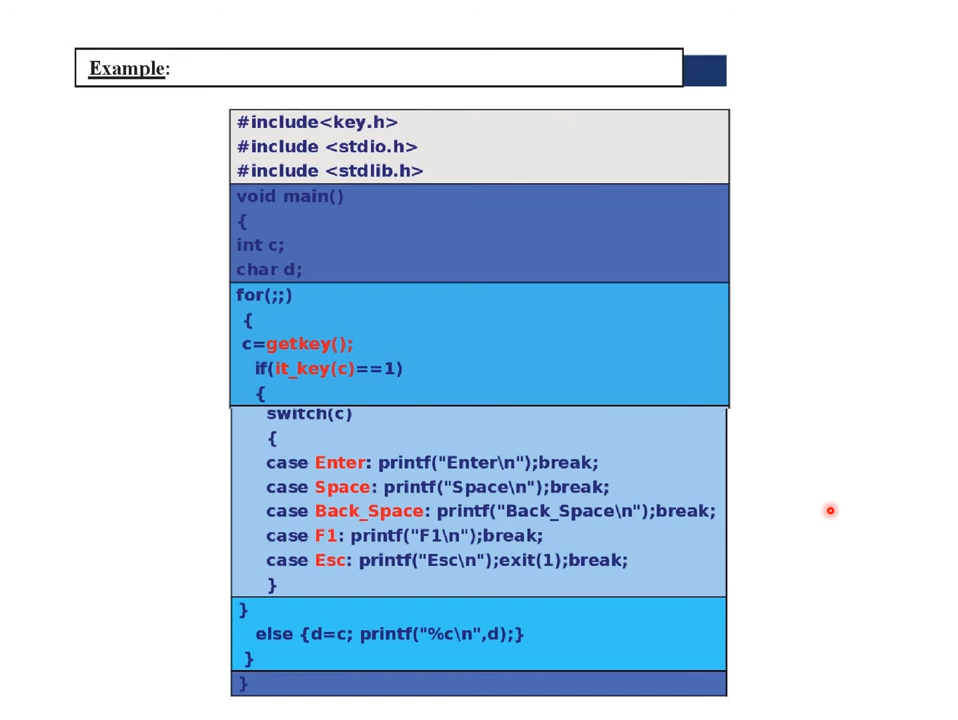 Example:
#include<key.h>
#include <stdio.h>
#include <stdlib.h>
void main()
{
int c;
char d;
for(;;)
{
c=getkey();
if(it_key(c)==1)
{
switch(c)
{
case Enter: printf("Enter\n");break;
case Space: printf("Space\n");break;
case Back_Space: printf("Back_Space\n");break;
case F1: printf("F1\n");break;
case Esc: printf("Esc\n");exit(1);break;
}
}
else {d=c; printf("%c\n",d);}
}
}